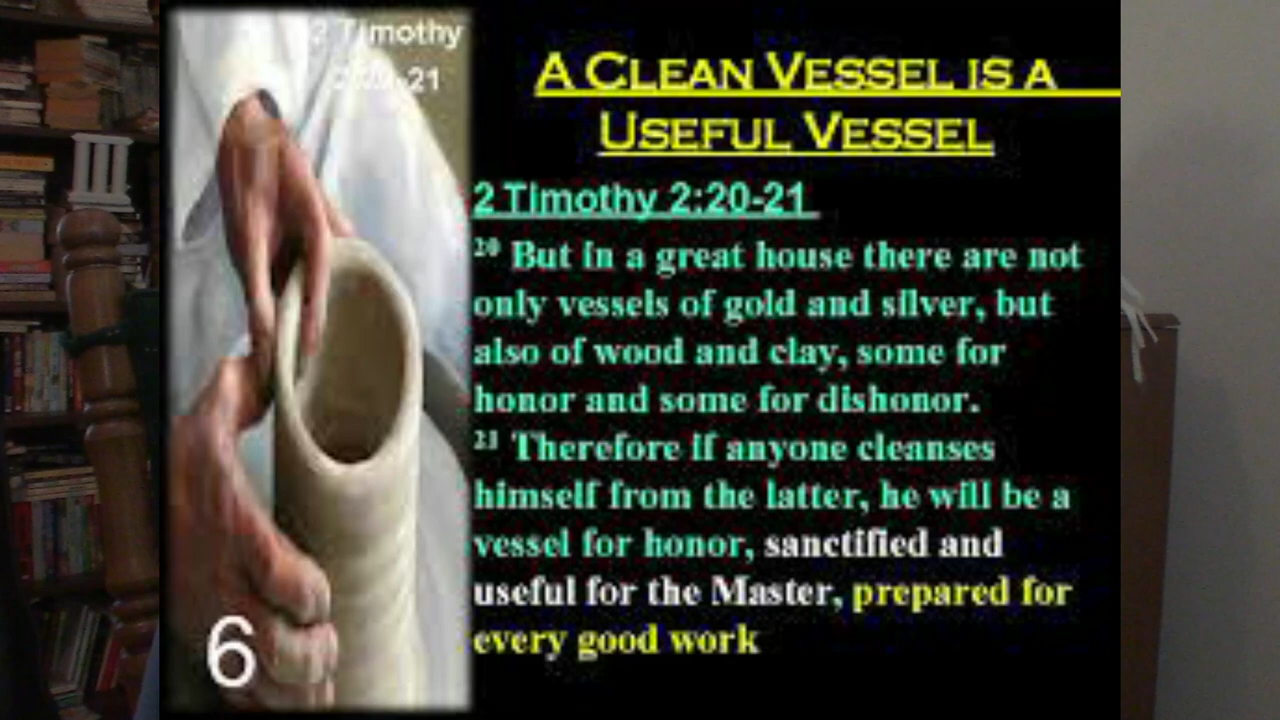 2 Timothy
2:20-21
A CLEAN VESSEL IS A
USEFUL VESSEL
2 Timothy 2:20-21
20 But in a great house there are not
only vessels of gold and silver, but
also of wood and clay, some for
honor and some for dishonor.
21 Therefore if anyone cleanses
himself from the latter, he will be a
vessel for honor, sanctified and
useful for the Master, prepared for
every good work
6